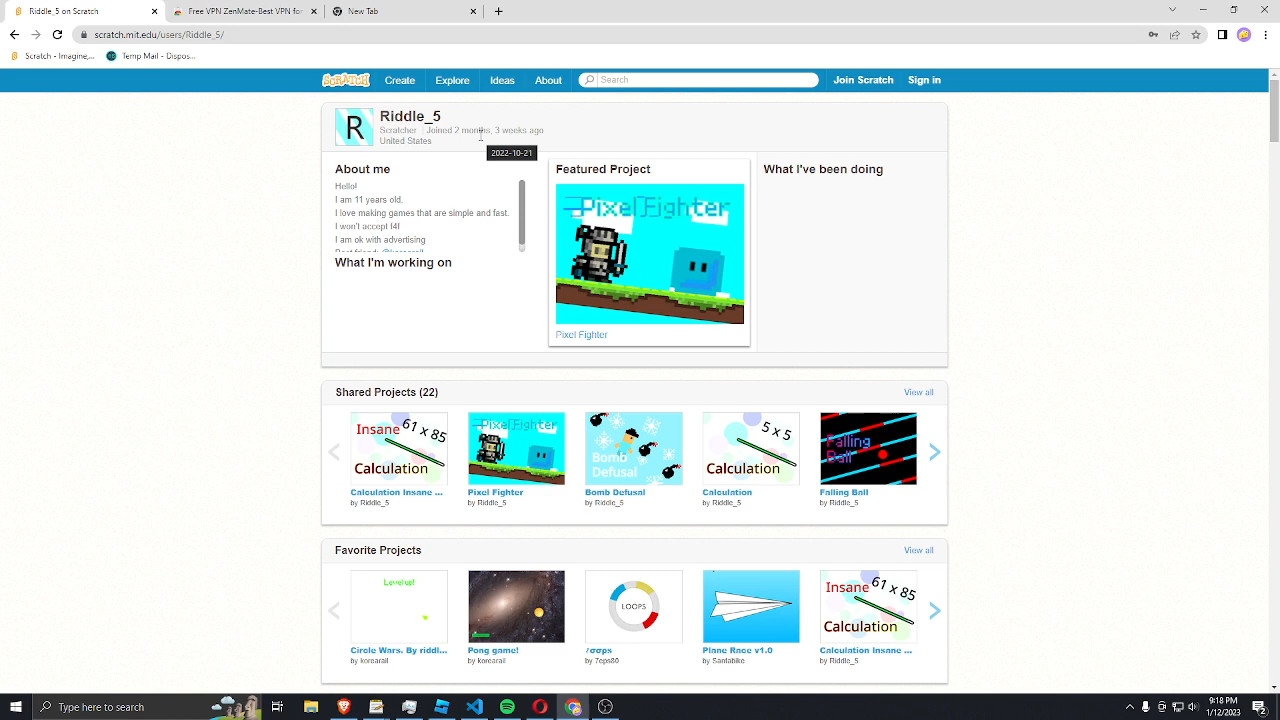 Riddle_5 on Scratch
Free VPN ZenMate-Best VPN for
New Tab
scratch.mit.edu/users/Riddle_5/
Scratch - Imagine,...
Temp Mail - Dispos...
SCRATCH
Create
Explore
Ideas
About
Search
Join Scratch
Sign in
R
Riddle_5
Scratcher Joined 2 months, 3 weeks ago
United States
2022-10-21
About me
Hello!
I am 11 years old.
I love making games that are simple and fast.
I won't accept f4f
I am ok with advertising
Best friend: @korearail
What I'm working on
Featured Project
Pixel Fighter
Pixel Fighter
What I've been doing
Shared Projects (22)
View all
Insane 61 x 85
Calculation
Pixel Fighter
Bomb
Defusal
5 x 5
Calculation
Falling
Ball
Calculation Insane ...
by Riddle_5
Pixel Fighter
by Riddle_5
Bomb Defusal
by Riddle_5
Calculation
by Riddle_5
Falling Ball
by Riddle_5
Favorite Projects
View all
Level up!
LOOPS
Insane 61 x 85
Calculation
Circle Wars. By riddl...
by korearail
Pong game!
by korearail
by 7eps80
Plane Race v1.0
by Santabike
Calculation Insane ...
by Riddle_5
Type here to search
9:18 PM
1/12/2023